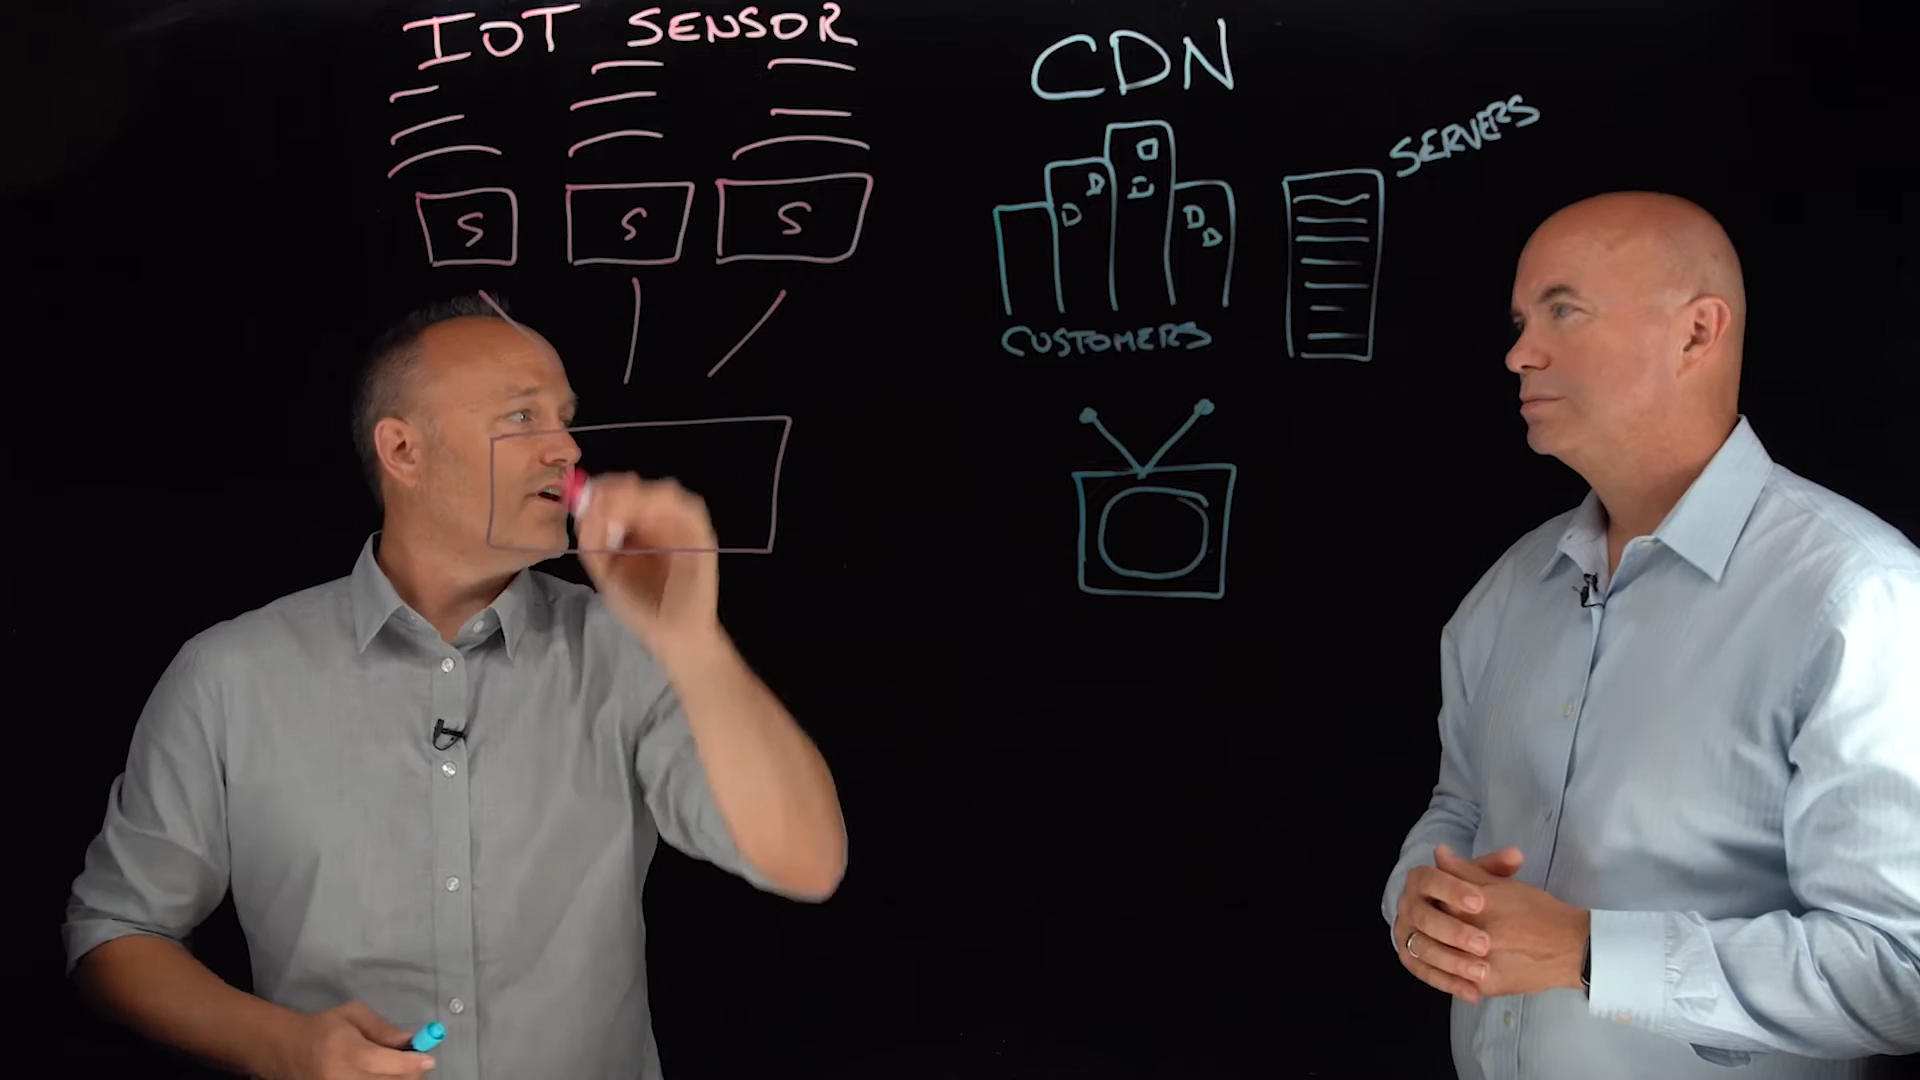 IOT SENSOR
S S S
CDN
SERVERS
D D D D
CUSTOMERS